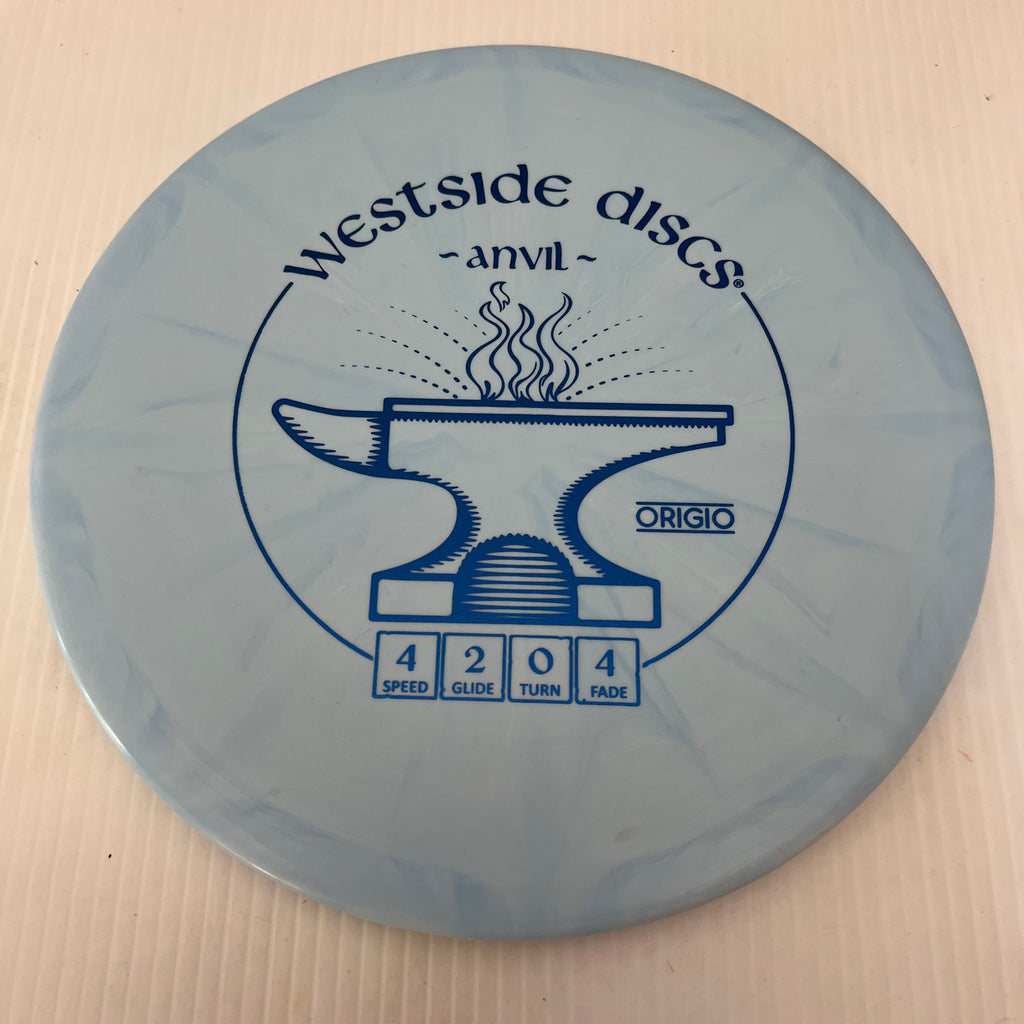 westside discs®
~anvil~
ORIGIO
4 2 0 4
SPEED GLIDE TURN FADE